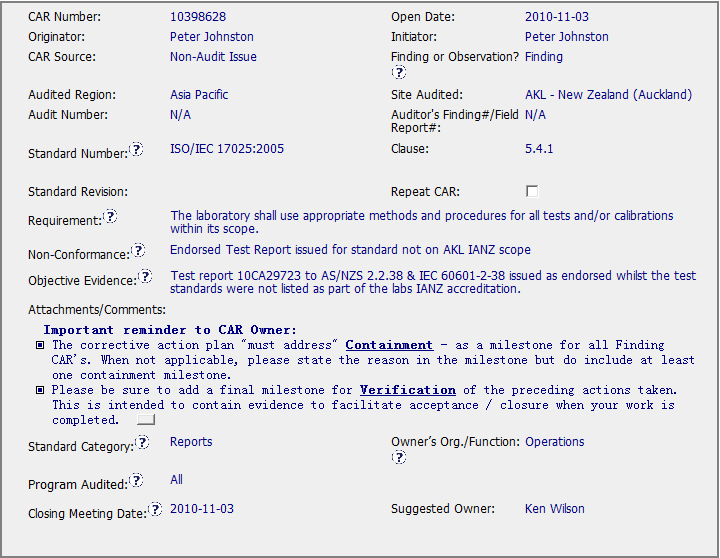 CAR Number: 10398628 Open Date: 2010-11-03
Originator: Peter Johnston Initiator: Peter Johnston
CAR Source: Non-Audit Issue Finding or Observation? Finding
?
Audited Region: Asia Pacific Site Audited: AKL - New Zealand (Auckland)
Audit Number: N/A Auditor's Finding#/Field N/A
Report#:
Standard Number:? ISO/IEC 17025:2005 Clause: 5.4.1
Standard Revision: Repeat CAR:
Requirement:? The laboratory shall use appropriate methods and procedures for all tests and/or calibrations
within its scope.
Non-Conformance:? Endorsed Test Report issued for standard not on AKL IANZ scope
Objective Evidence:? Test report 10CA29723 to AS/NZS 2.2.38 & IEC 60601-2-38 issued as endorsed whilst the test
standards were not listed as part of the labs IANZ accreditation.
Attachments/Comments:
Important reminder to CAR Owner:
The corrective action plan "must address" Containment - as a milestone for all Finding
CAR's. When not applicable, please state the reason in the milestone but do include at least
one containment milestone.
Please be sure to add a final milestone for Verification of the preceding actions taken.
This is intended to contain evidence to facilitate acceptance / closure when your work is
completed.
Standard Category:? Reports Owner's Org./Function: Operations
?
Program Audited:? All
Closing Meeting Date:? 2010-11-03 Suggested Owner: Ken Wilson